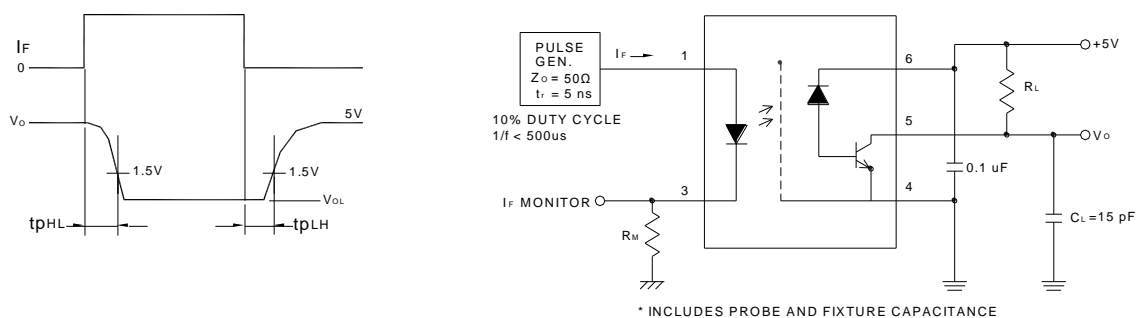 IF
0
VO
5V
1.5V
1.5V
VOL
tpHL
tpLH
PULSE
GEN.
ZO = 50Ω
tr = 5 ns
10% DUTY CYCLE
1/f < 500us
IF
1
3
IF MONITOR
RM
6
5
4
+5V
RL
VO
0.1 uF
CL=15 pF
* INCLUDES PROBE AND FIXTURE CAPACITANCE